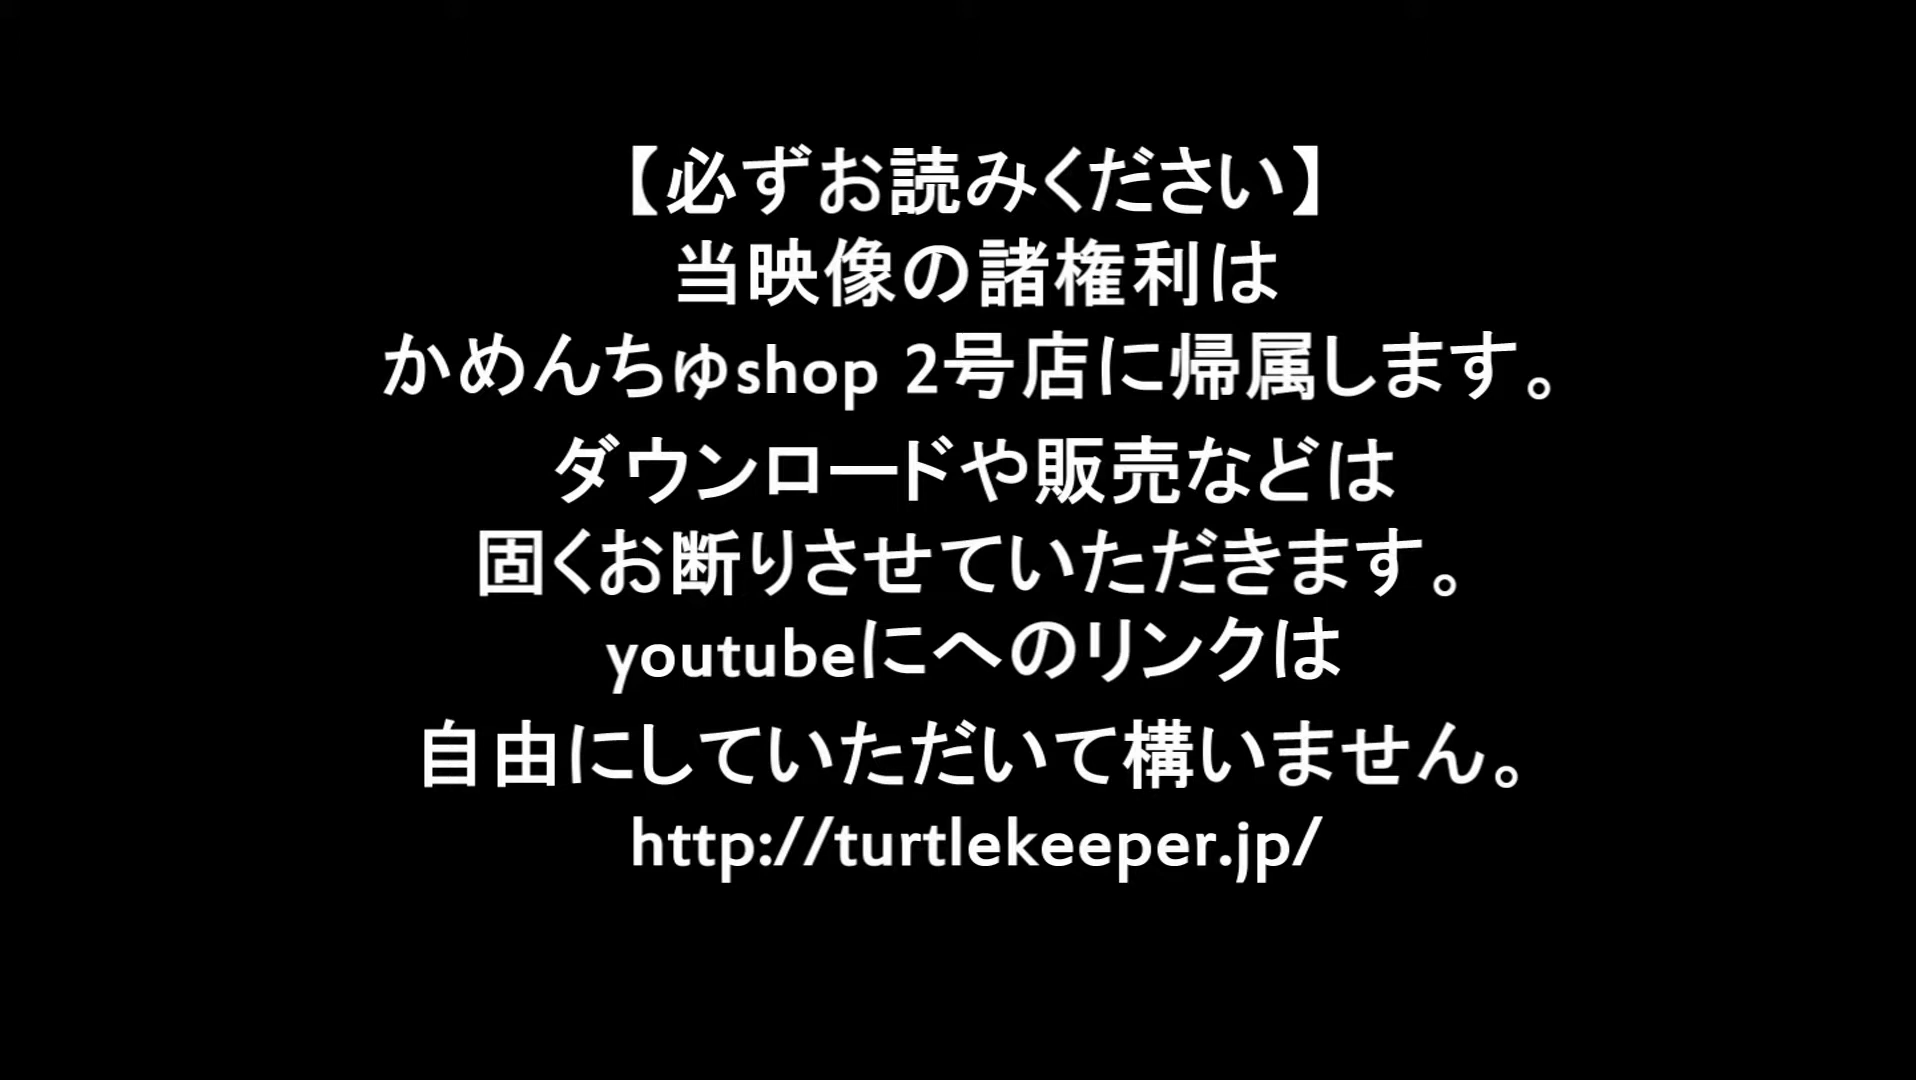 【必ずお読みください】
当映像の諸権利は
かめんちゅshop 2号店に帰属します。
ダウンロードや販売などは
固くお断りさせていただきます。
youtubeにへのリンクは
自由にしていただいて構いません。
http://turtlekeeper.jp/